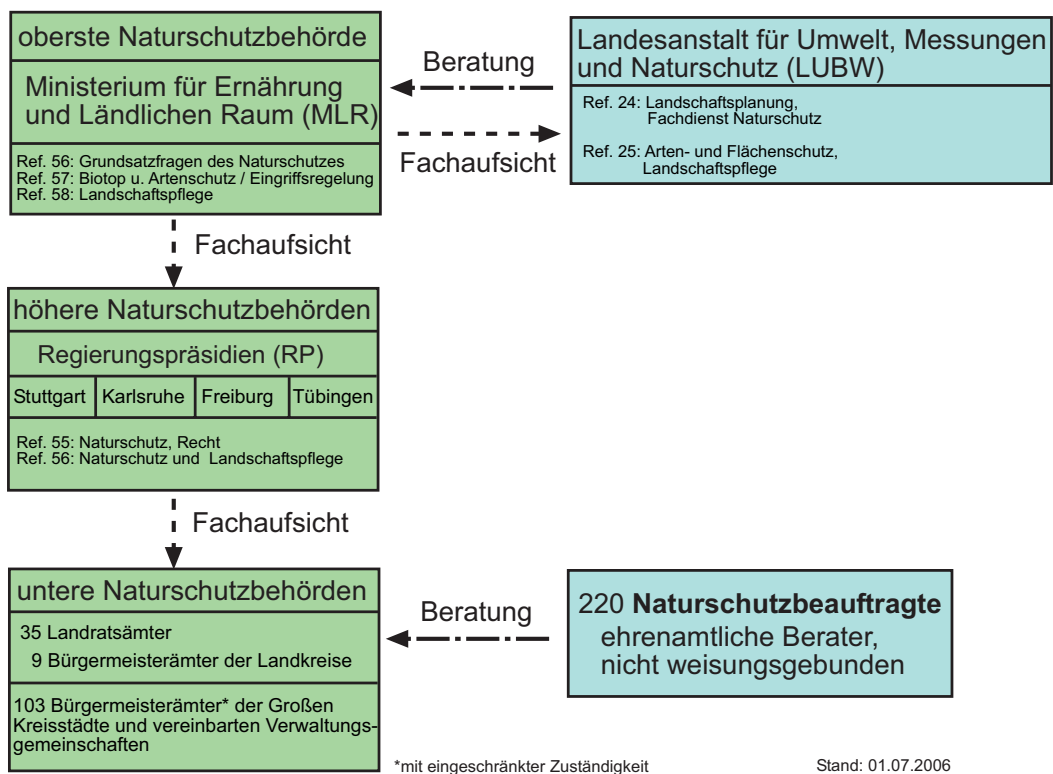 oberste Naturschutzbehörde
Ministerium für Ernährung
und Ländlichen Raum (MLR)
Ref. 56: Grundsatzfragen des Naturschutzes
Ref. 57: Biotop u. Artenschutz / Eingriffsregelung
Ref. 58: Landschaftspflege
Beratung
Fachaufsicht
Landesanstalt für Umwelt, Messungen
und Naturschutz (LUBW)
Ref. 24: Landschaftsplanung,
Fachdienst Naturschutz
Ref. 25: Arten- und Flächenschutz,
Landschaftspflege
Fachaufsicht
höhere Naturschutzbehörden
Regierungspräsidien (RP)
Stuttgart Karlsruhe Freiburg Tübingen
Ref. 55: Naturschutz, Recht
Ref. 56: Naturschutz und Landschaftspflege
Fachaufsicht
untere Naturschutzbehörden
35 Landratsämter
9 Bürgermeisterämter der Landkreise
103 Bürgermeisterämter* der Großen
Kreisstädte und vereinbarten Verwaltungs-
gemeinschaften
Beratung
220 Naturschutzbeauftragte
ehrenamtliche Berater,
nicht weisungsgebunden
*mit eingeschränkter Zuständigkeit
Stand: 01.07.2006